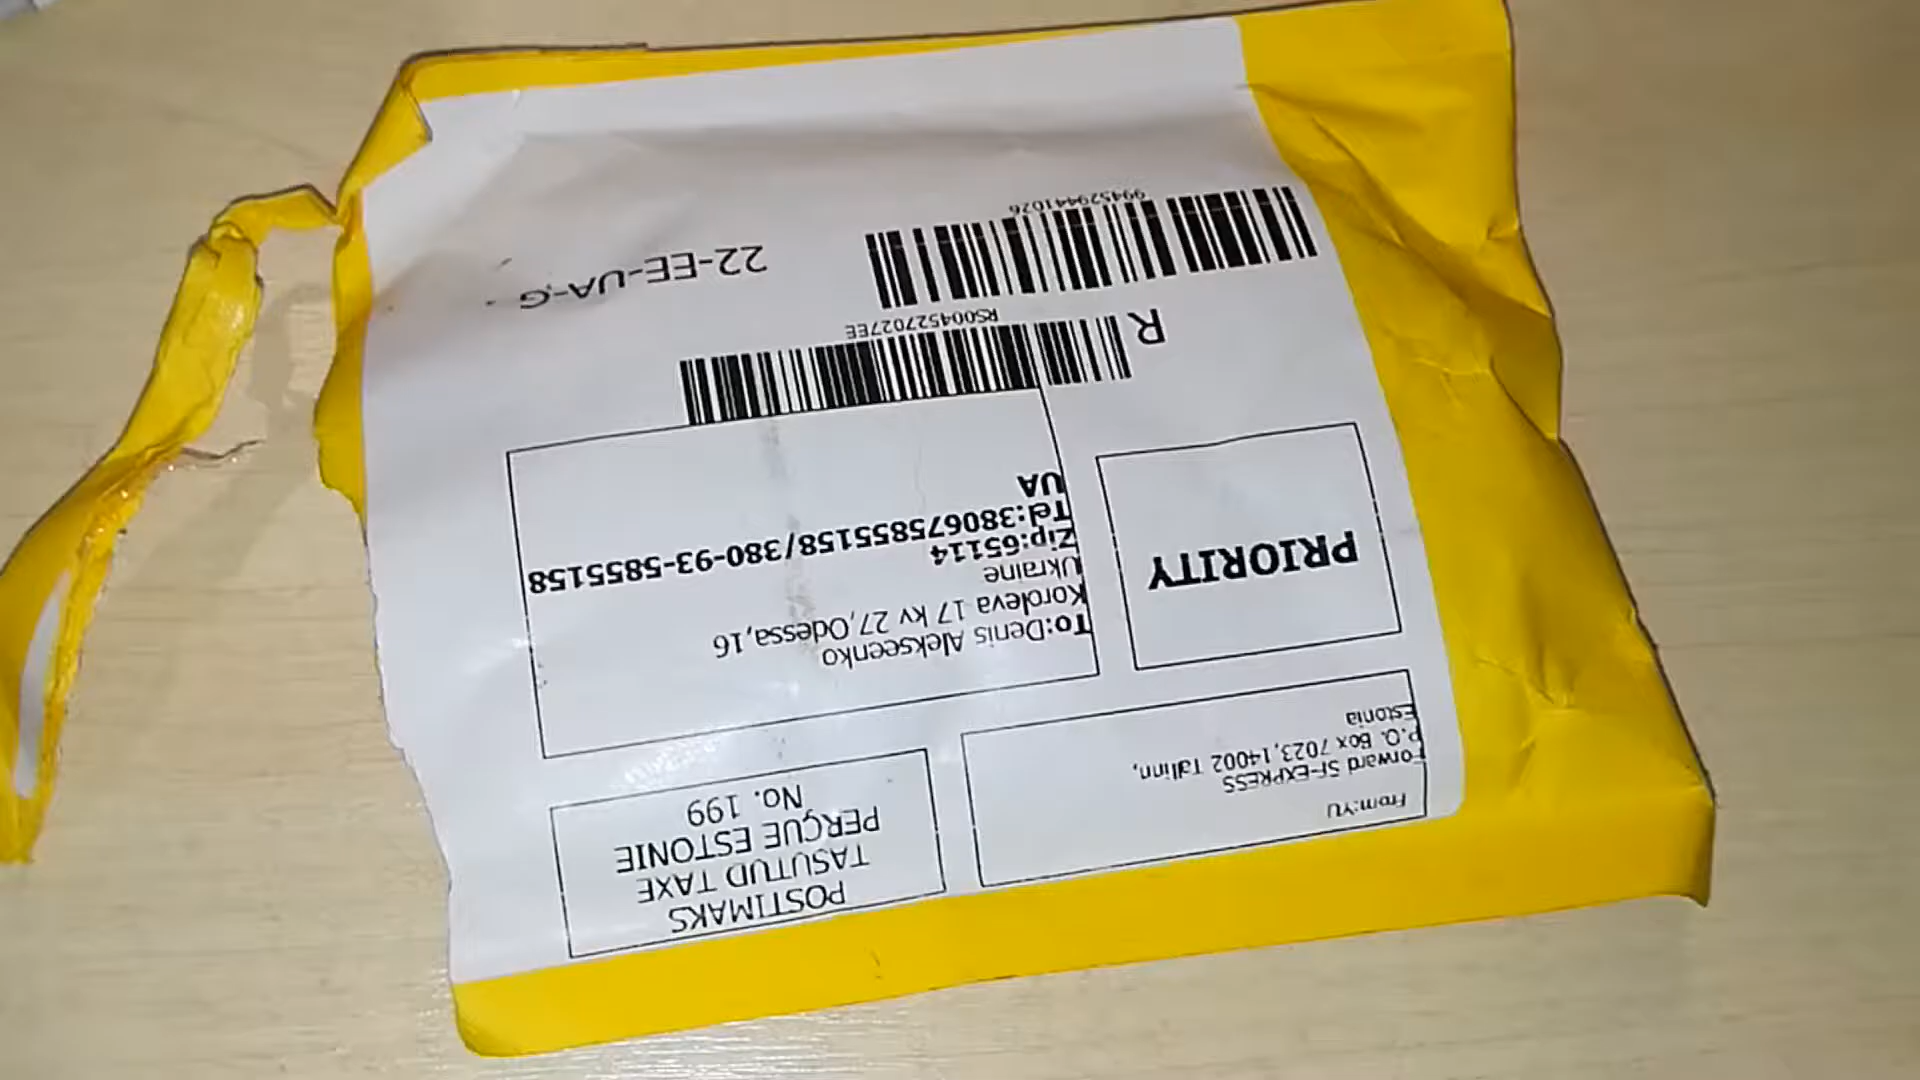 POSTIMAKS
TASUTUD TAXE
PERÇUE ESTONIE
No. 199
From:YU
Forward SF-EXPRESS
P.O. Box 7023,14002 Tallinn,
Estonia
To:Denis Alekseenko
Koroleva 17 kv 27,Odessa,16
Ukraine
Zip:65114
Tel:380675855158/380-93-5855158
UA
PRIORITY
R
RS004527027EE
22-EE-UA-G
994529441026